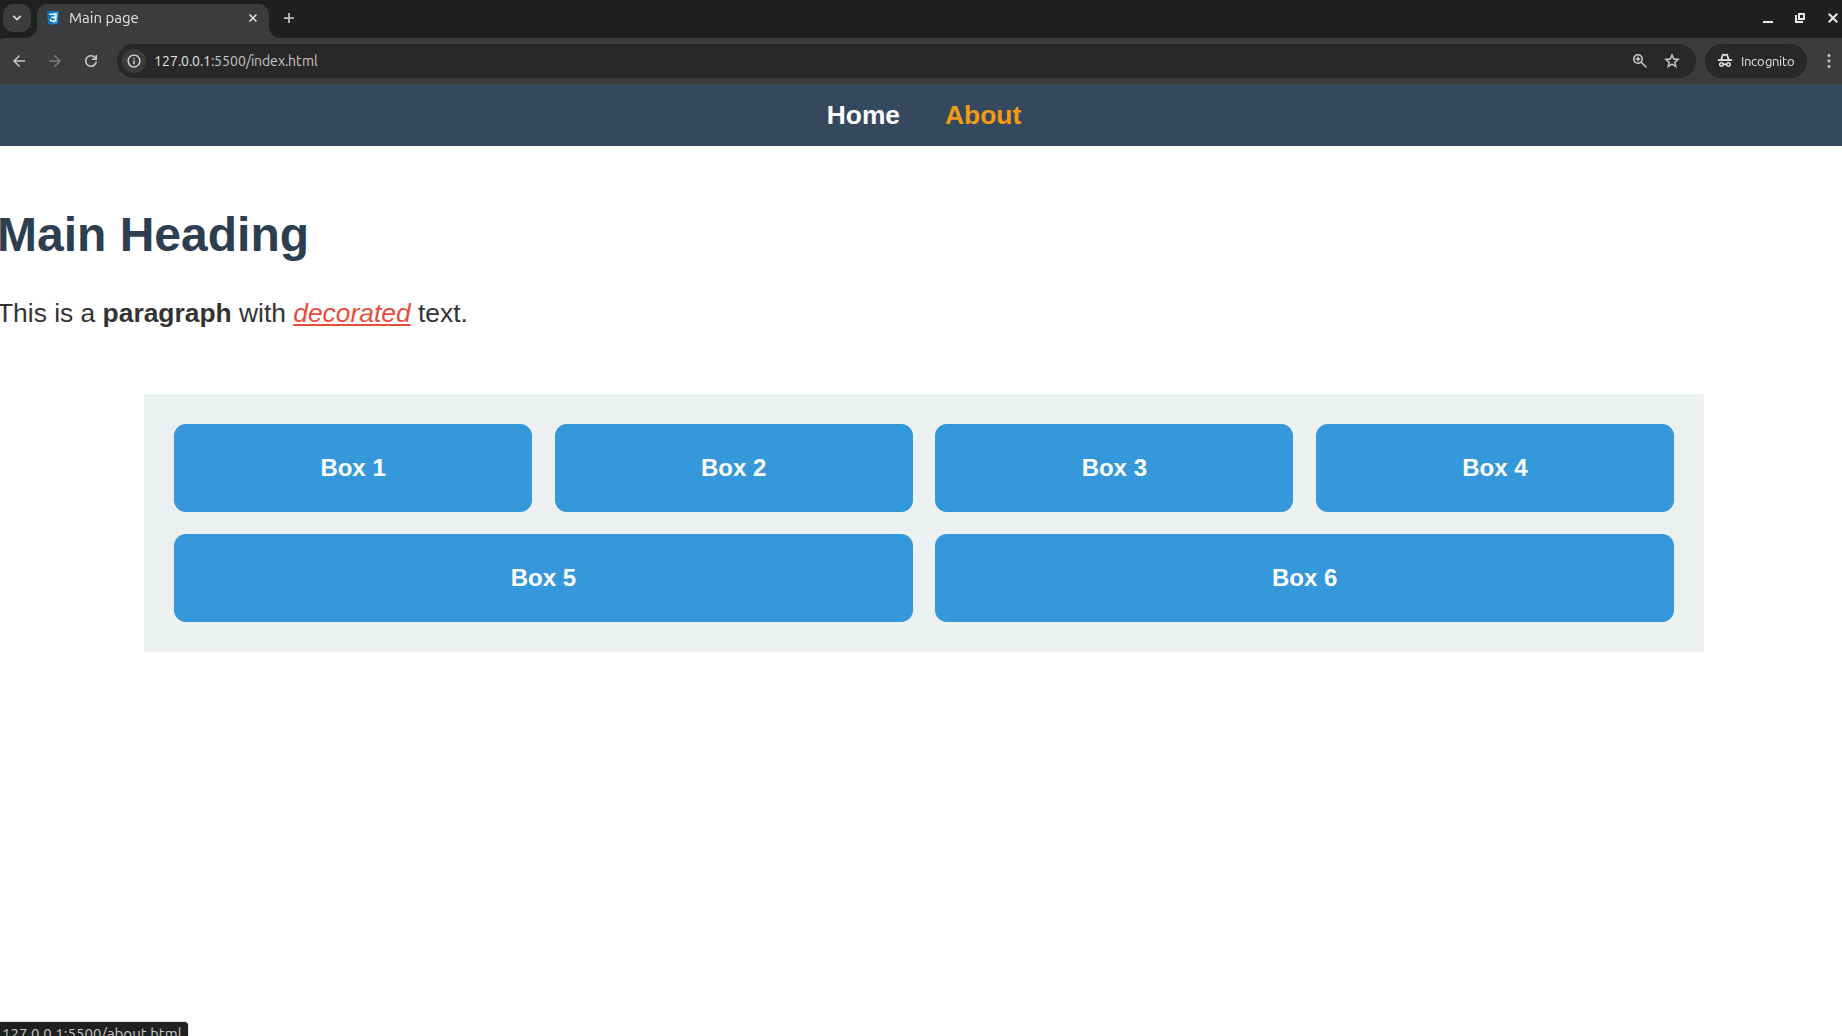 Main page
127.0.0.1:5500/index.html
Incognito
Home About
Main Heading
This is a paragraph with decorated text.
Box 1 Box 2 Box 3 Box 4
Box 5 Box 6
127.0.0.1:5500/about.html